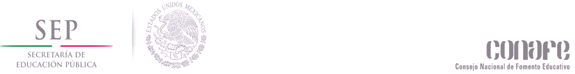 SEP
SECRETARÍA DE
EDUCACIÓN PÚBLICA
ESTADOS UNIDOS MEXICANOS
conafe
Consejo Nacional de Fomento Educativo